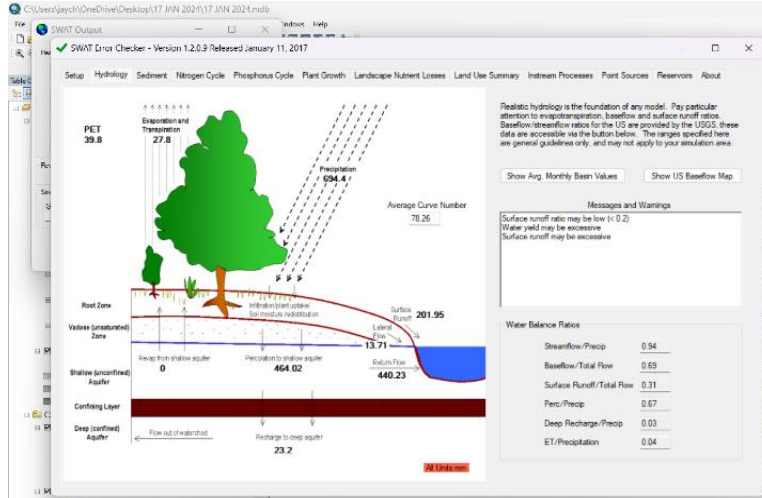 C:\Users\jaych\OneDrive\Desktop\17 JAN 2024\17 JAN 2024.mdb
File
Windows Help
SWAT Output
SWAT Error Checker - Version 1.2.0.9 Released January 11, 2017
Setup Hydrology Sediment Nitrogen Cycle Phosphorus Cycle Plant Growth Landscape Nutrient Losses Land Use Summary Instream Processes Point Sources Reservoirs About
PET
39.8
Evaporation and
Transpiration
27.8
Precipitation
694.4
Average Curve Number
78.26
Root Zone
Infiltration/plant uptake/
Soil moisture redistribution
Surface
Runoff
201.95
Vadose (unsaturated)
Zone
Lateral
Flow
13.71
Revap from shallow aquifer
0
Percolation to shallow aquifer
464.02
Return Flow
440.23
Shallow (unconfined)
Aquifer
Confining Layer
Deep (confined)
Aquifer
Flow out of watershed
Recharge to deep aquifer
23.2
All Units mm
Realistic hydrology is the foundation of any model. Pay particular
attention to evapotranspiration, baseflow and surface runoff ratios.
Baseflow/streamflow ratios for the US are provided by the USGS, these
data are accessible via the button below. The ranges specified here
are general guidelines only, and may not apply to your simulation area.
Show Avg. Monthly Basin Values
Show US Baseflow Map
Messages and Warnings
Surface runoff ratio may be low (< 0.2)
Water yield may be excessive
Surface runoff may be excessive
Water Balance Ratios
Streamflow/Precip 0.94
Baseflow/Total Flow 0.69
Surface Runoff/Total Flow 0.31
Perc/Precip 0.67
Deep Recharge/Precip 0.03
ET/Precipitation 0.04